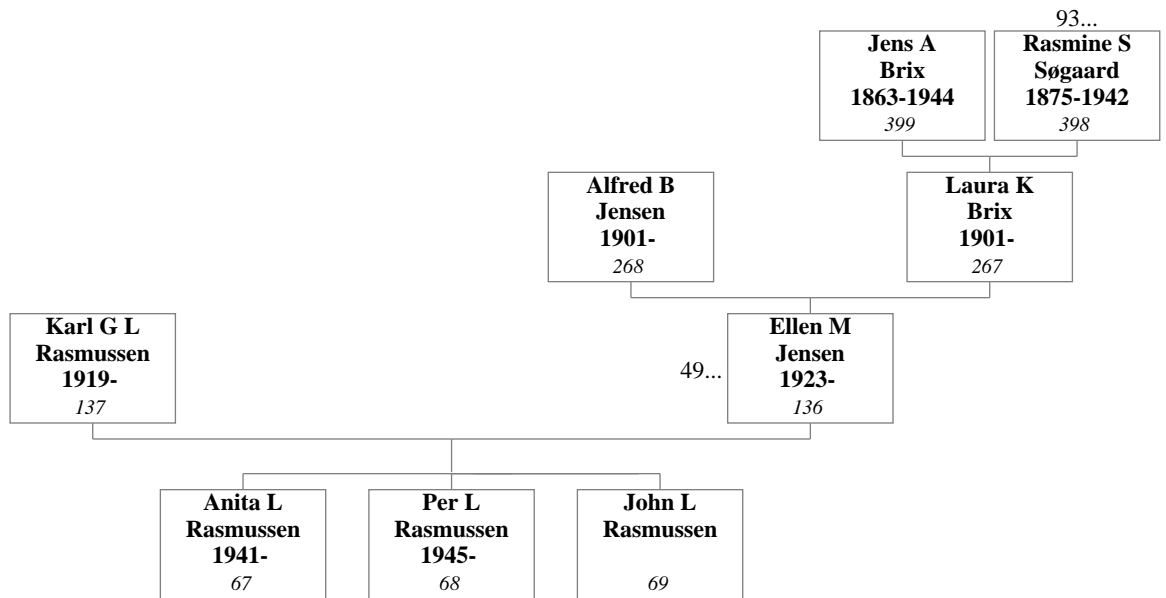 93...
Jens A
Brix
1863-1944
399
Rasmine S
Søgaard
1875-1942
398
Alfred B
Jensen
1901-
268
Laura K
Brix
1901-
267
Karl G L
Rasmussen
1919-
137
49...
Ellen M
Jensen
1923-
136
Anita L
Rasmussen
1941-
67
Per L
Rasmussen
1945-
68
John L
Rasmussen
69